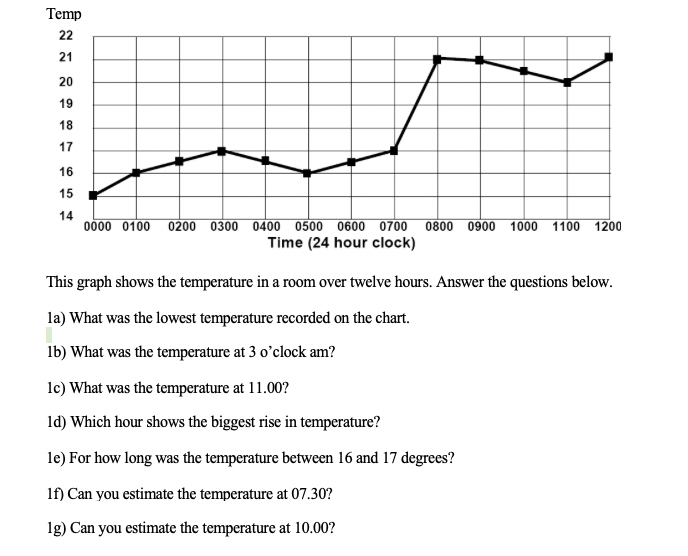 Temp
22
21
20
19
18
17
16
15
14
0000 0100 0200 0300 0400 0500 0600 0700 0800 0900 1000 1100 1200
Time (24 hour clock)
This graph shows the temperature in a room over twelve hours. Answer the questions below.
1a) What was the lowest temperature recorded on the chart.
1b) What was the temperature at 3 o’clock am?
1c) What was the temperature at 11.00?
1d) Which hour shows the biggest rise in temperature?
1e) For how long was the temperature between 16 and 17 degrees?
1f) Can you estimate the temperature at 07.30?
1g) Can you estimate the temperature at 10.00?